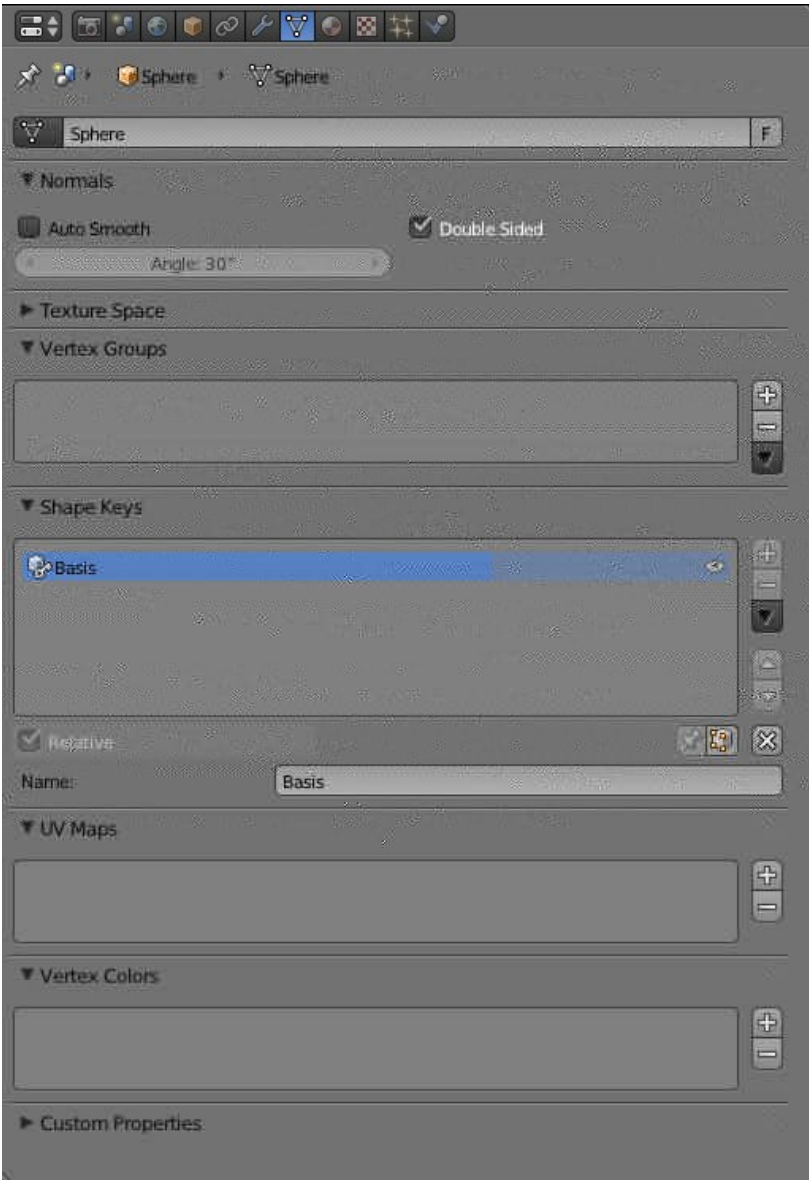 Sphere Sphere
Sphere F
Normals
Auto Smooth Double Sided
Angle: 30°
Texture Space
Vertex Groups
Shape Keys
Basis
Relative
Name: Basis
UV Maps
Vertex Colors
Custom Properties